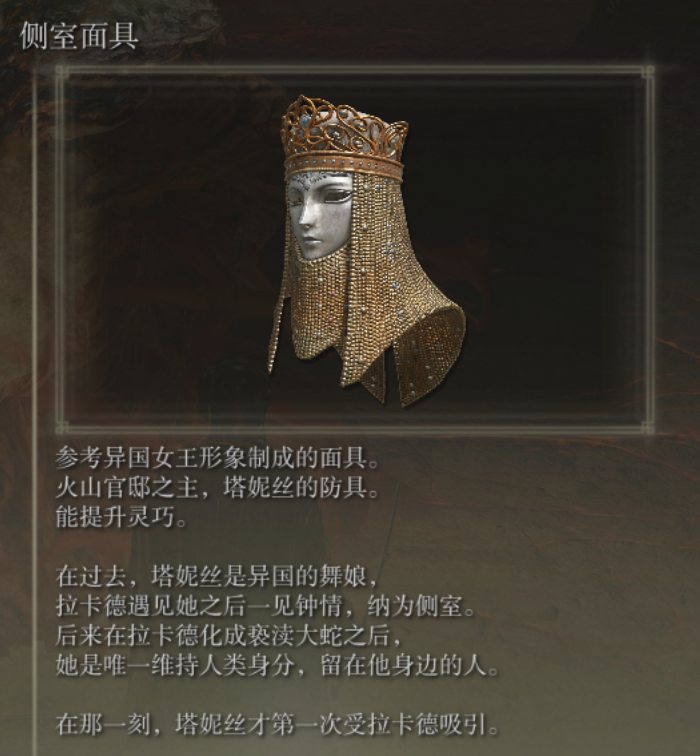 侧室面具
参考异国女王形象制成的面具。
火山官邸之主，塔妮丝的防具。
能提升灵巧。
在过去，塔妮丝是异国的舞娘，
拉卡德遇见她之后一见钟情，纳为侧室。
后来在拉卡德化成亵渎大蛇之后，
她是唯一维持人类身分，留在他身边的人。
在那一刻，塔妮丝才第一次受拉卡德吸引。